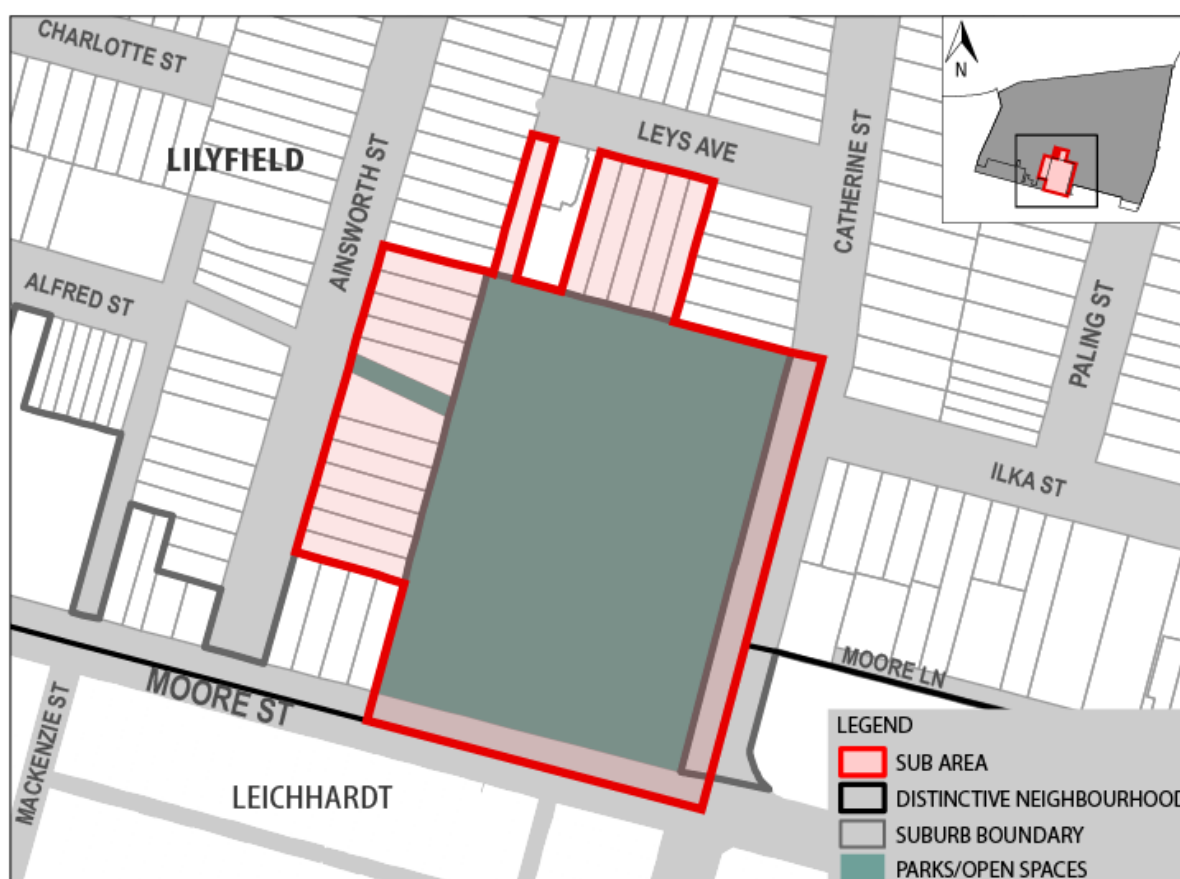 CHARLOTTE ST
LILYFIELD
AINSWORTH ST
LEYS AVE
CATHERINE ST
N
ALFRED ST
PALING ST
ILKA ST
MOORE LN
MOORE ST
MACKENZIE ST
LEICHHARDT
LEGEND
SUB AREA
DISTINCTIVE NEIGHBOURHOOD
SUBURB BOUNDARY
PARKS/OPEN SPACES